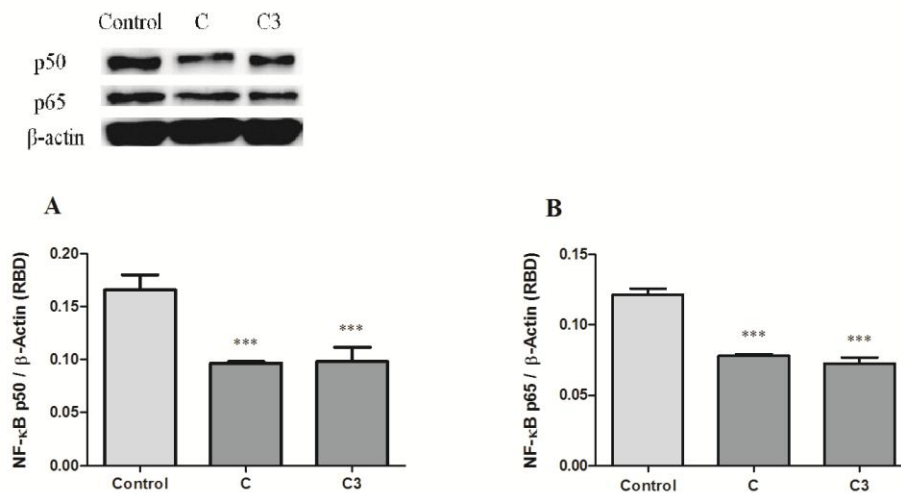 Control C C3
p50
p65
β-actin
A
NF-κB p50 / β-Actin (RBD)
0.20
0.15
0.10
0.05
0.00
***
***
Control C C3
B
NF-κB p65 / β-Actin (RBD)
0.15
0.10
0.05
0.00
***
***
Control C C3